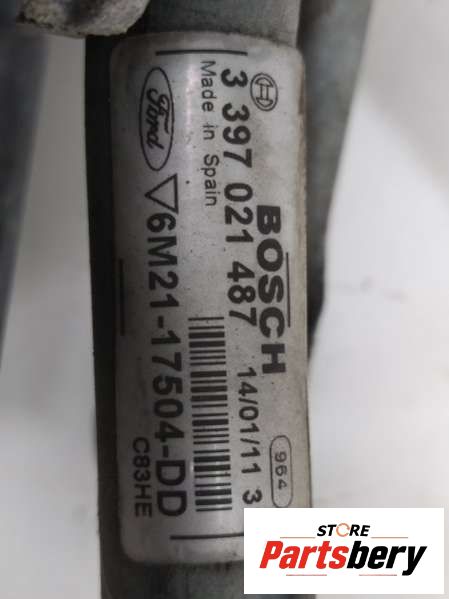 BOSCH
3 397 021 487
14/01/11 3
964
Made in Spain
Ford
6M21-17504-DD
C83HE
STORE
Partsbery